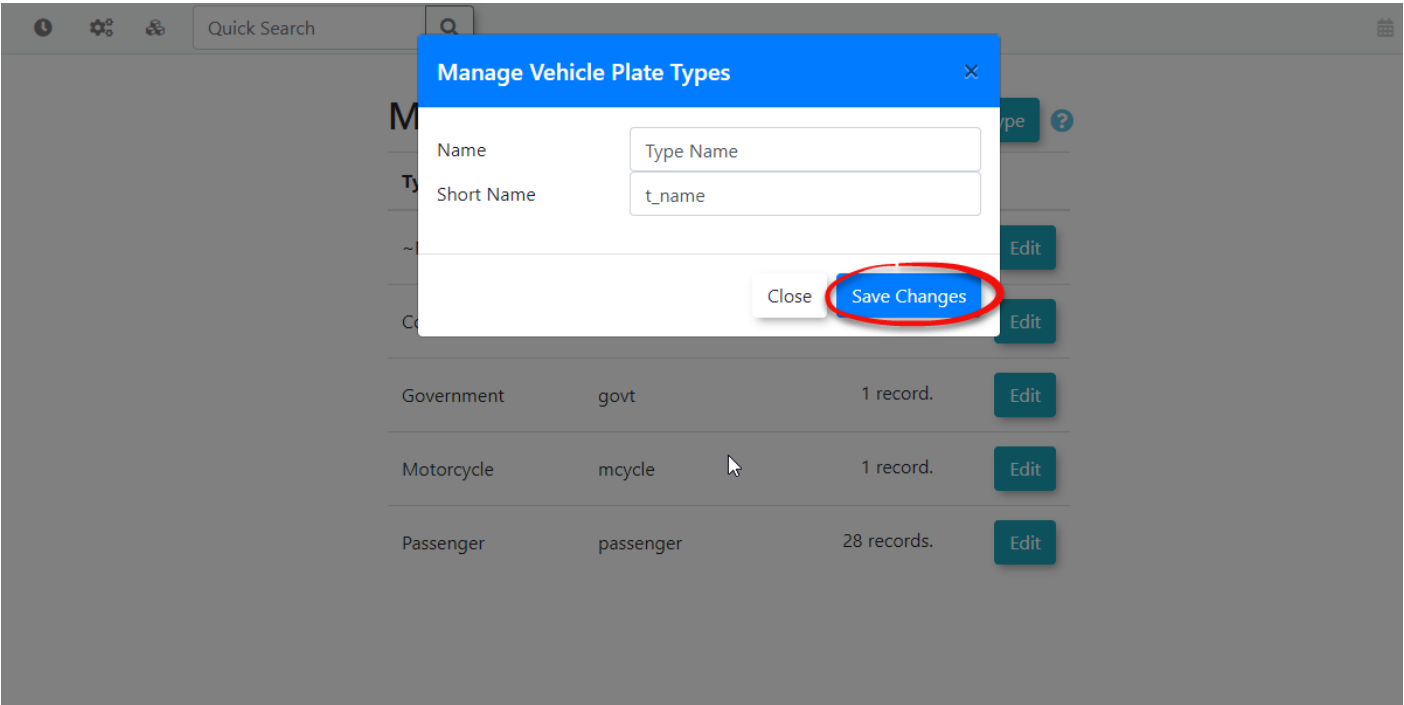 Quick Search
Manage Vehicle Plate Types ×
Name Type Name
Short Name t_name
Close Save Changes
Edit
Edit
Government govt 1 record. Edit
Motorcycle mcycle 1 record. Edit
Passenger passenger 28 records. Edit